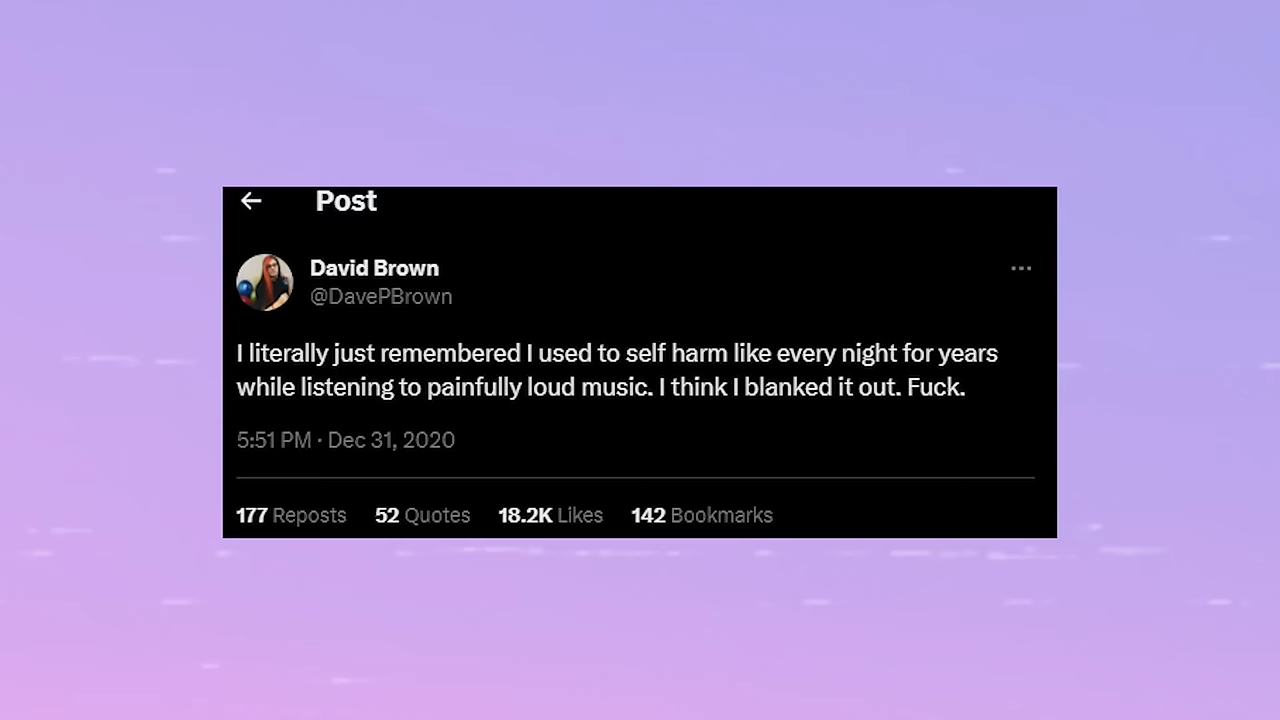 Post
David Brown
@DavePBrown
I literally just remembered I used to self harm like every night for years
while listening to painfully loud music. I think I blanked it out. Fuck.
5:51 PM · Dec 31, 2020
177 Reposts 52 Quotes 18.2K Likes 142 Bookmarks